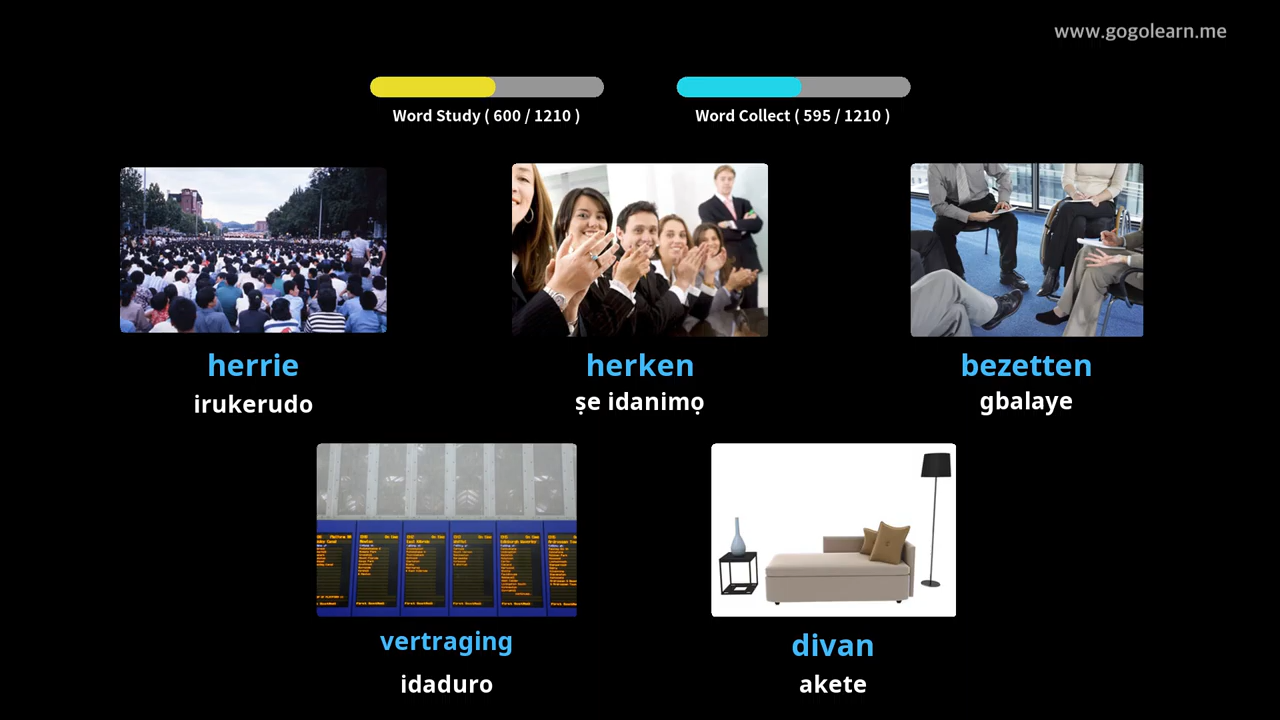 www.gogolearn.me
Word Study ( 600 / 1210 )
Word Collect ( 595 / 1210 )
herrie
irukerudo
herken
ṣe idanimọ
bezetten
gbalaye
vertraging
idaduro
divan
akete